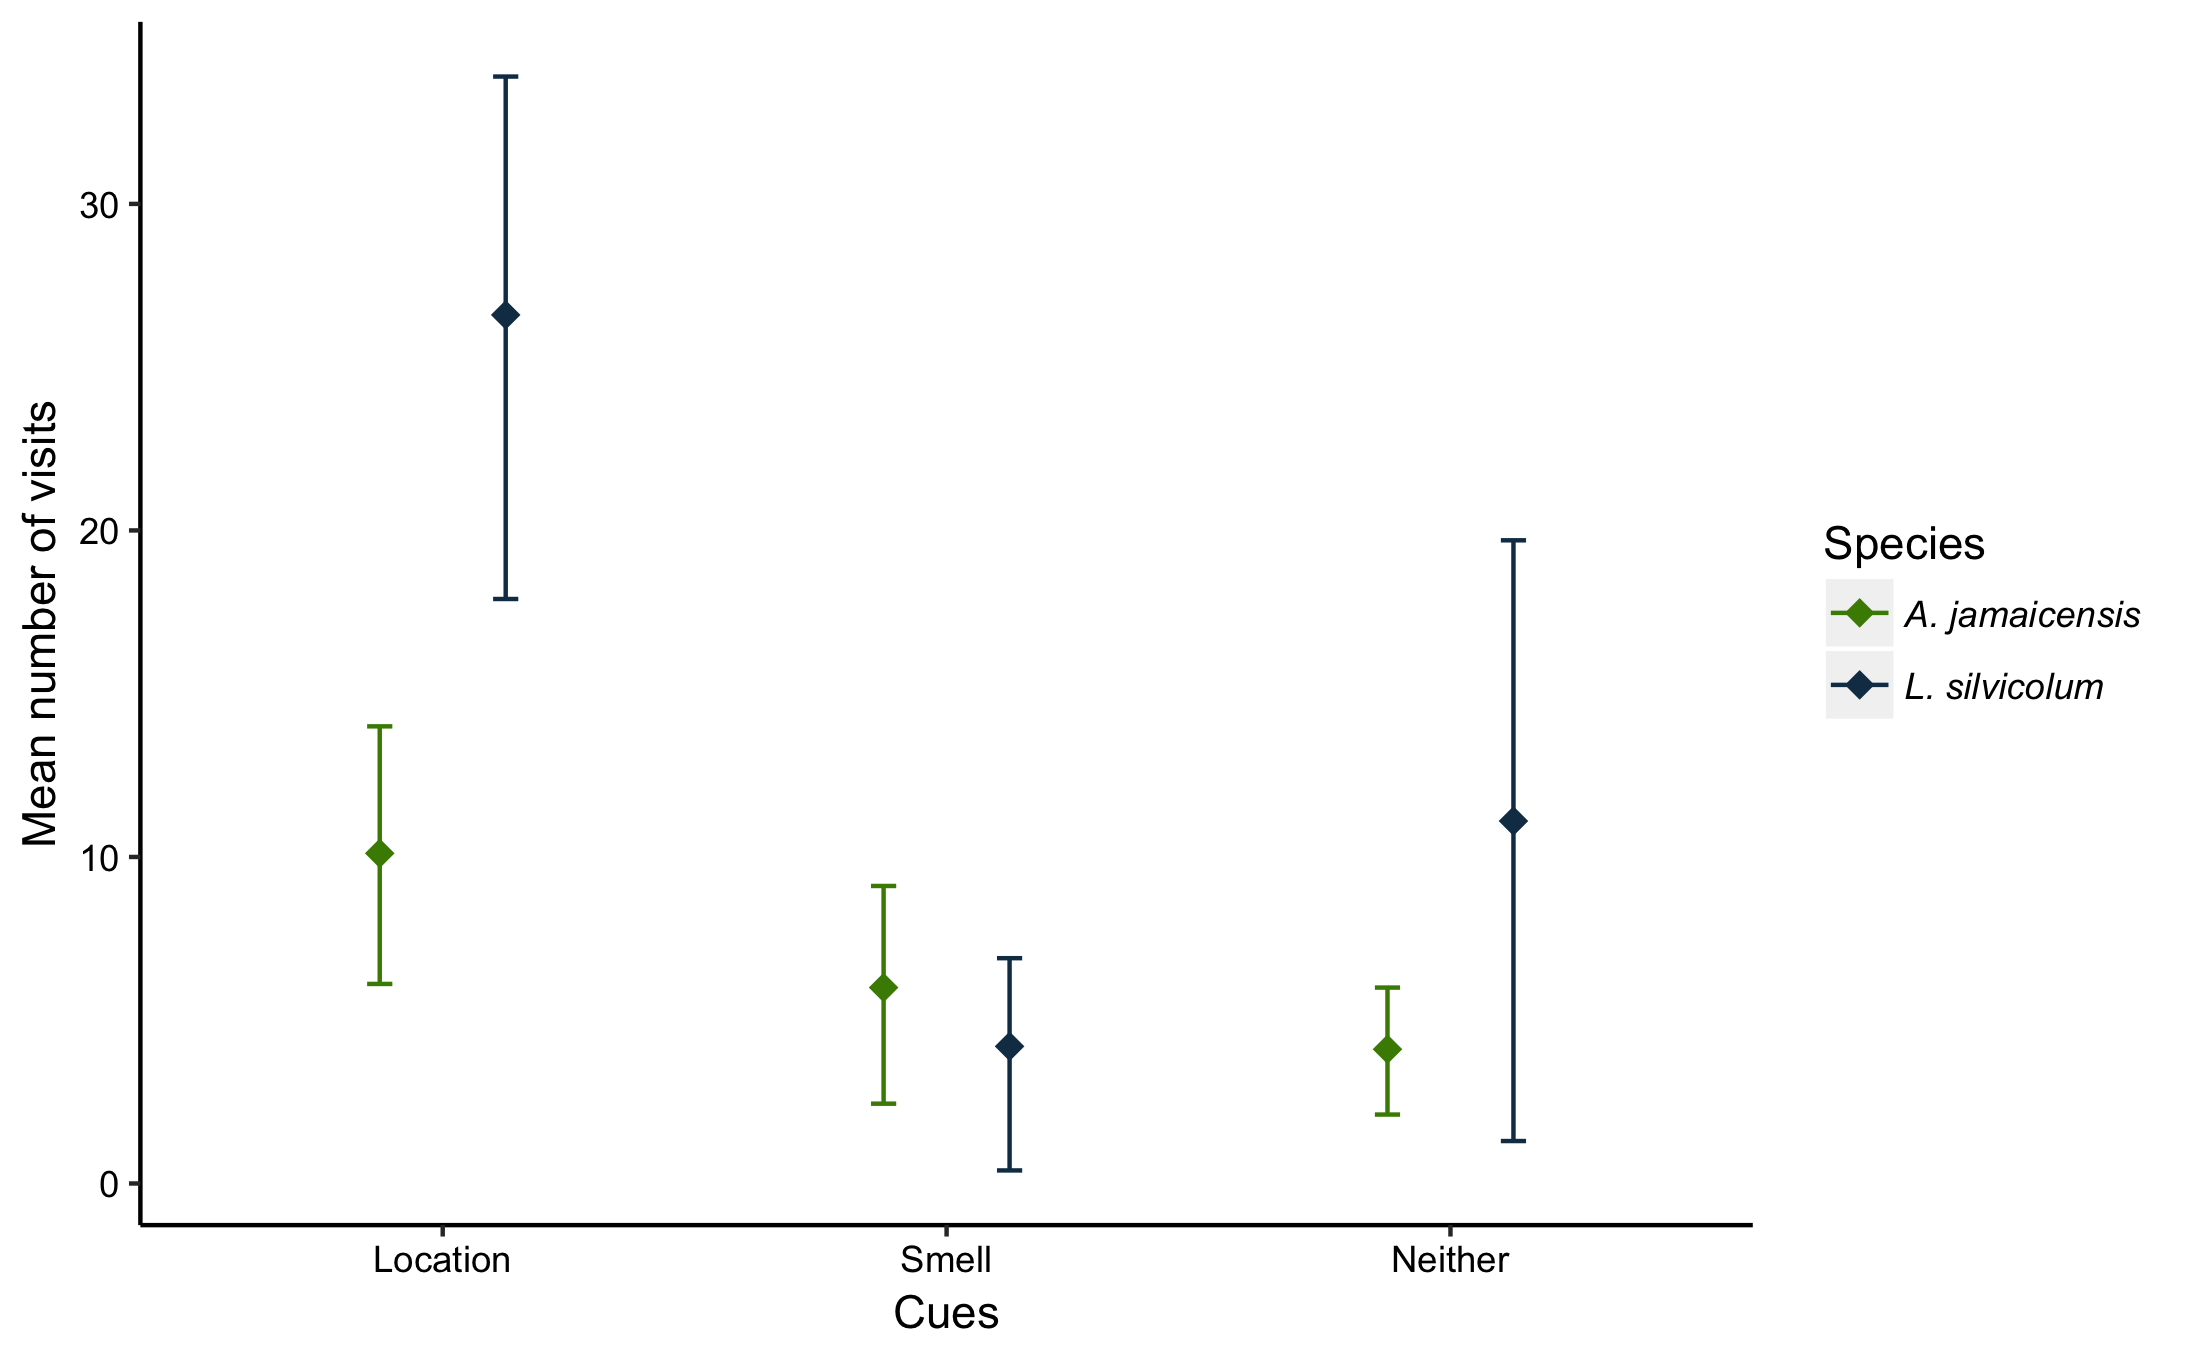 Mean number of visits
30
20
10
0
Location
Smell
Neither
Cues
Species
A. jamaicensis
L. silvicolum